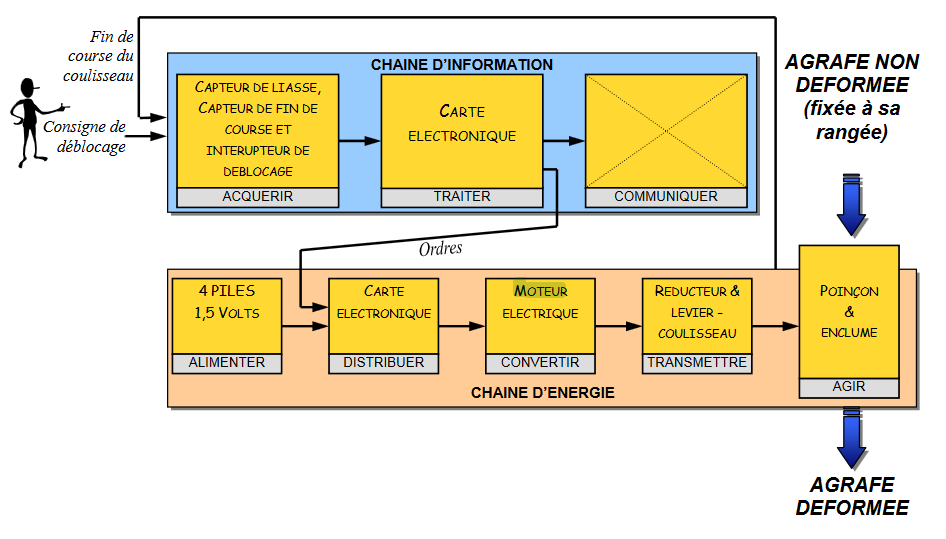 Fin de
course du
coulisseau
Consigne de
déblocage
CHAINE D'INFORMATION
CAPTEUR DE LIASSE,
CAPTEUR DE FIN DE
COURSE ET
INTERUPTEUR DE
DEBLOCAGE
ACQUERIR
CARTE
ELECTRONIQUE
TRAITER
COMMUNIQUER
AGRAFE NON
DEFORMEE
(fixée à sa
rangée)
Ordres
4 PILES
1,5 VOLTS
ALIMENTER
CARTE
ELECTRONIQUE
DISTRIBUER
MOTEUR
ELECTRIQUE
CONVERTIR
REDUCTEUR &
LEVIER -
COULISSEAU
TRANSMETTRE
POINÇON
&
ENCLUME
AGIR
CHAINE D'ENERGIE
AGRAFE
DEFORMEE